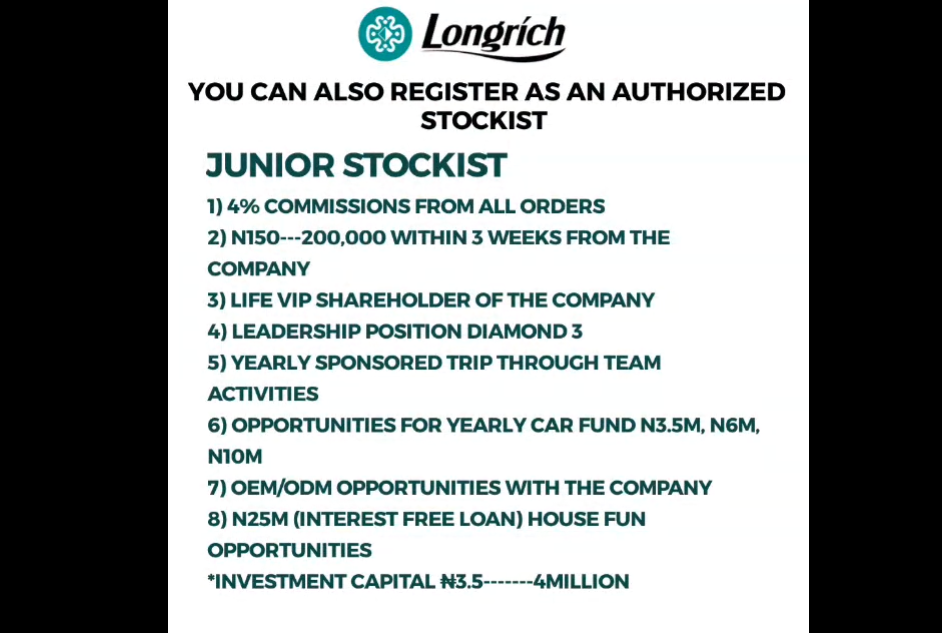 Longrích
YOU CAN ALSO REGISTER AS AN AUTHORIZED
STOCKIST
JUNIOR STOCKIST
1) 4% COMMISSIONS FROM ALL ORDERS
2) N150---200,000 WITHIN 3 WEEKS FROM THE
COMPANY
3) LIFE VIP SHAREHOLDER OF THE COMPANY
4) LEADERSHIP POSITION DIAMOND 3
5) YEARLY SPONSORED TRIP THROUGH TEAM
ACTIVITIES
6) OPPORTUNITIES FOR YEARLY CAR FUND N3.5M, N6M,
N10M
7) OEM/ODM OPPORTUNITIES WITH THE COMPANY
8) N25M (INTEREST FREE LOAN) HOUSE FUN
OPPORTUNITIES
*INVESTMENT CAPITAL ₦3.5-------4MILLION